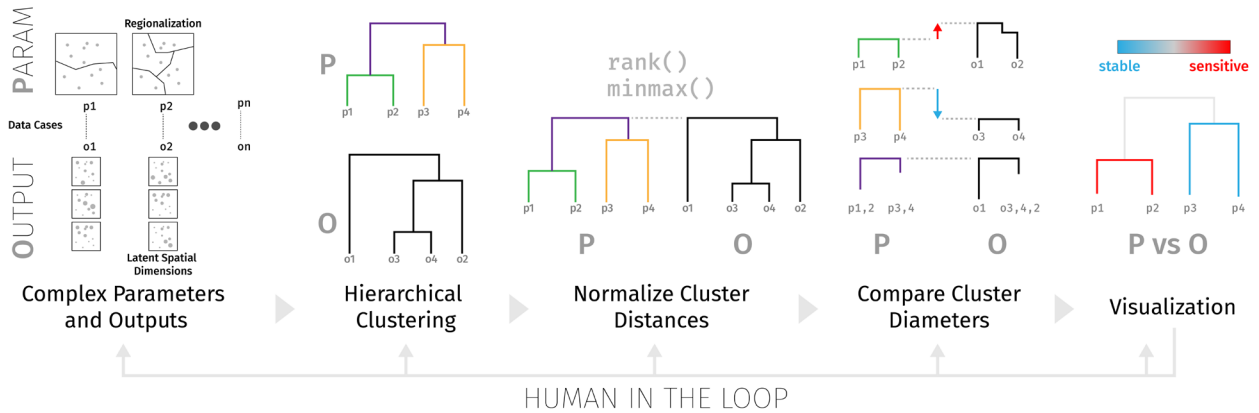 PARAM
Regionalization
p1
p2
pn
Data Cases
o1
o2
on
OUTPUT
Latent Spatial
Dimensions
Complex Parameters
and Outputs
P
p1 p2 p3 p4
O
o1 o3 o4 o2
Hierarchical
Clustering
rank()
minmax()
p1 p2 p3 p4
o1 o3 o4 o2
P O
Normalize Cluster
Distances
p1 p2 o1 o2
p3 p4 o3 o4
p1,2 p3,4 o1 o3,4,2
P O
Compare Cluster
Diameters
stable sensitive
p1 p2 p3 p4
P vs O
Visualization
HUMAN IN THE LOOP